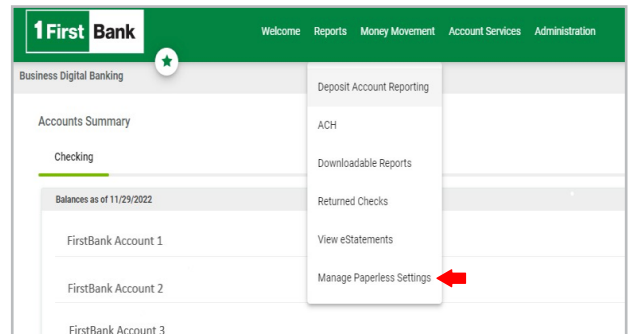 1First Bank
Welcome Reports Money Movement Account Services Administration
Business Digital Banking
Deposit Account Reporting
Accounts Summary
ACH
Checking
Downloadable Reports
Balances as of 11/29/2022
Returned Checks
FirstBank Account 1
View eStatements
Manage Paperless Settings
FirstBank Account 2
FirstBank Account 3